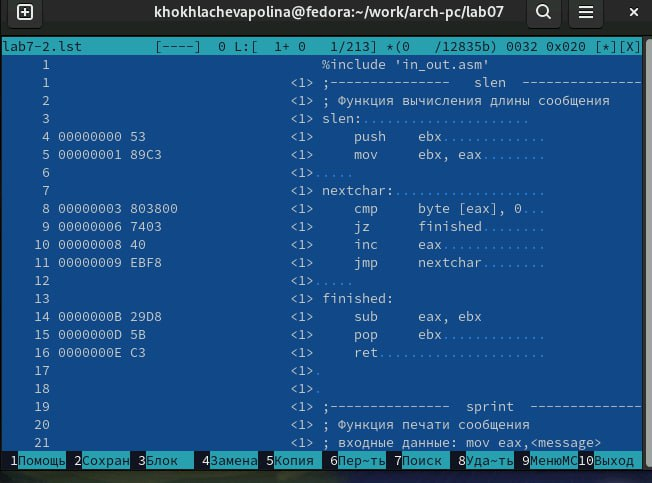 khokhlachevapolina@fedora:~/work/arch-pc/lab07
lab7-2.lst [----] 0 L:[ 1+ 0 1/213] *(0 /12835b) 0032 0x020 [*][X]
1 %include 'in_out.asm'
1 <1> ;-------------- slen ---------------
2 <1> ; Функция вычисления длины сообщения
3 <1> slen:.....................
4 00000000 53 <1> push ebx.............
5 00000001 89C3 <1> mov ebx, eax........
6 <1>.....
7 <1> nextchar:...................
8 00000003 803800 <1> cmp byte [eax], 0...
9 00000006 7403 <1> jz finished........
10 00000008 40 <1> inc eax.............
11 00000009 EBF8 <1> jmp nextchar........
12 <1>.....
13 <1> finished:
14 0000000B 29D8 <1> sub eax, ebx
15 0000000D 5B <1> pop ebx.............
16 0000000E C3 <1> ret.....................
17 <1>.
18 <1>.
19 <1> ;-------------- sprint --------------
20 <1> ; Функция печати сообщения
21 <1> ; входные данные: mov eax,<message>
1Помощь 2Сохран 3Блок 4Замена 5Копия 6Пер~ть 7Поиск 8Уда~ть 9МенюMC 10Выход